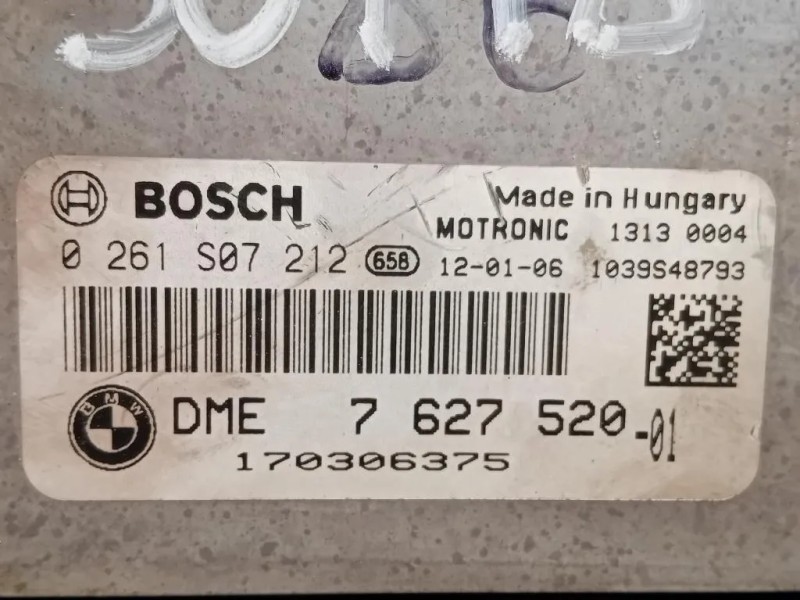 BOSCH
Made in Hungary
MOTRONIC 1313 0004
0 261 S07 212 658 12-01-06 1039S48793
BMW
DME 7 627 520-01
170306375